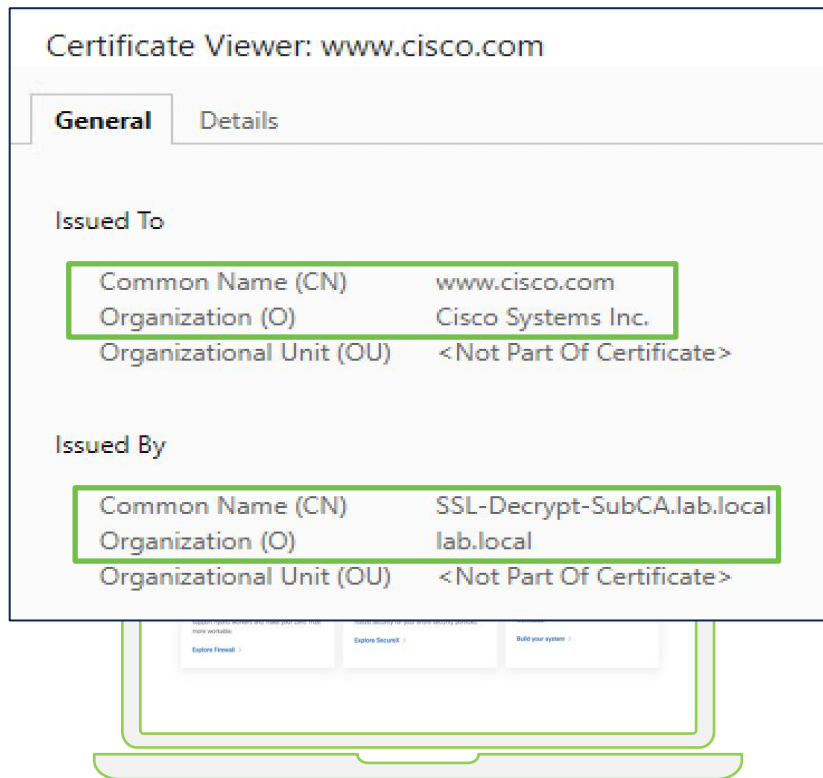 Certificate Viewer: www.cisco.com
General Details
Issued To
Common Name (CN) www.cisco.com
Organization (O) Cisco Systems Inc.
Organizational Unit (OU) <Not Part Of Certificate>
Issued By
Common Name (CN) SSL-Decrypt-SubCA.lab.local
Organization (O) lab.local
Organizational Unit (OU) <Not Part Of Certificate>
more workable.
Explore Firewall >
Explore SecureX >
Build your system >